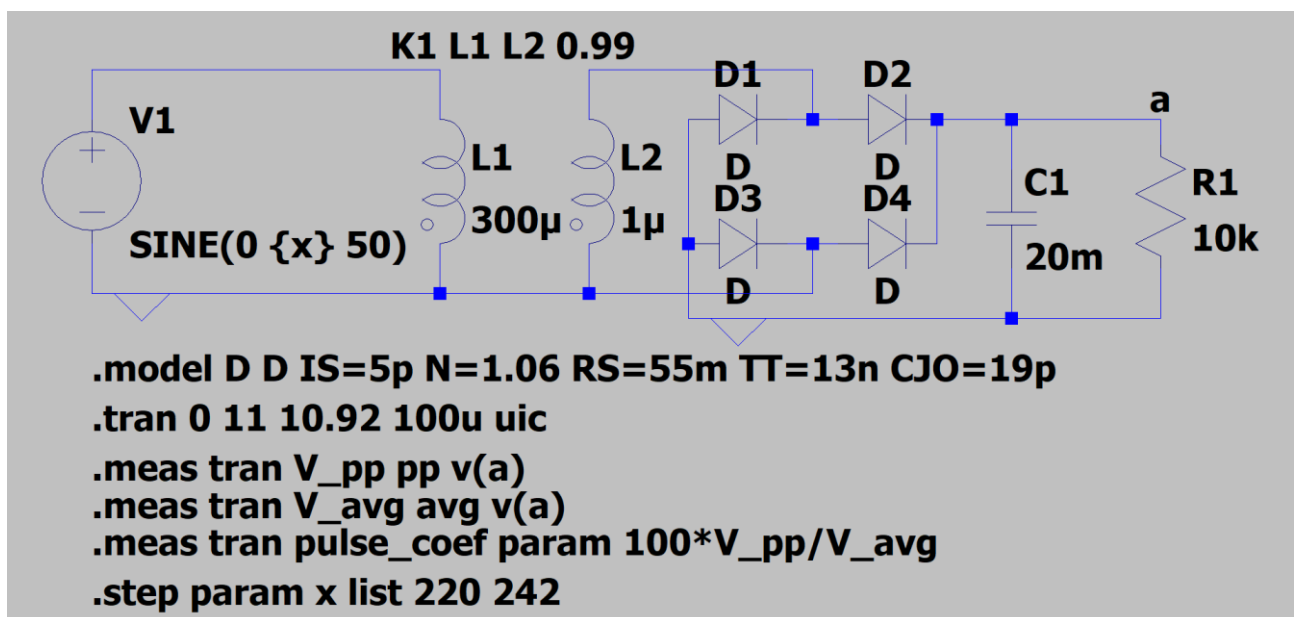 K1 L1 L2 0.99
D1
D2
a
V1
L1
L2
D
D
C1
R1
300µ
1µ
D3
D4
SINE(0 {x} 50)
20m
10k
D
D
.model D D IS=5p N=1.06 RS=55m TT=13n CJO=19p
.tran 0 11 10.92 100u uic
.meas tran V_pp pp v(a)
.meas tran V_avg avg v(a)
.meas tran pulse_coef param 100*V_pp/V_avg
.step param x list 220 242